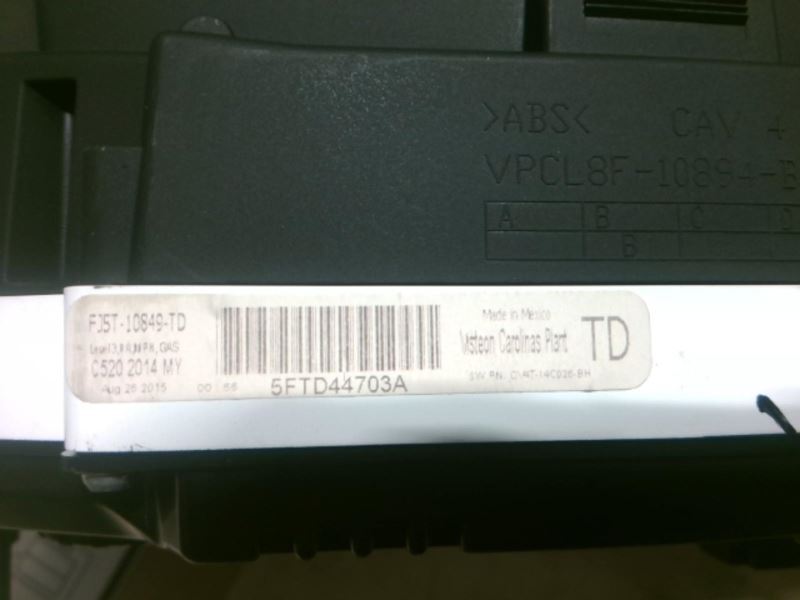 >ABS< CAV 4
VPCL8F-10894-B
A B C D
B
FJ5T-10849-TD
GAS
C520 2014 MY
Aug 26 2015
5FTD44703A
Made in Mexico
Visteon Carolinas Plant
TD